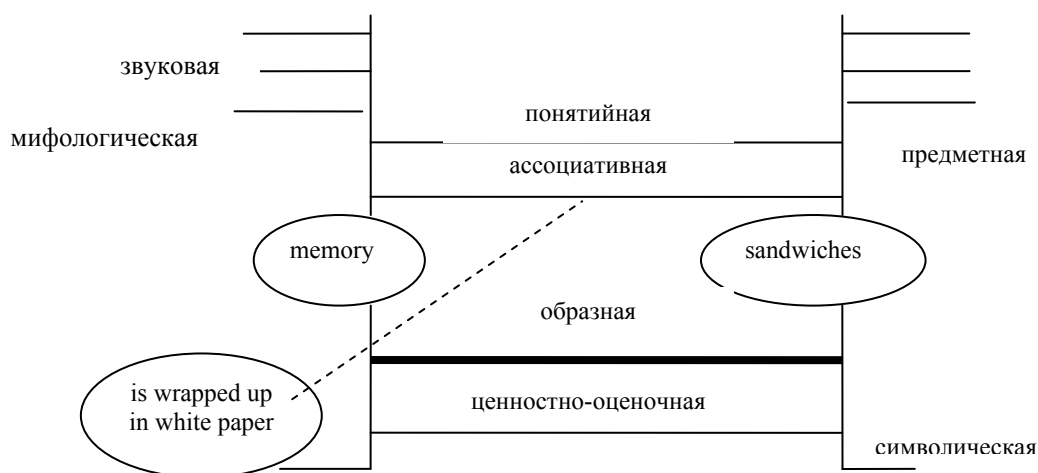 звуковая
понятийная
мифологическая
предметная
ассоциативная
memory
sandwiches
образная
is wrapped up
in white paper
ценностно-оценочная
символическая